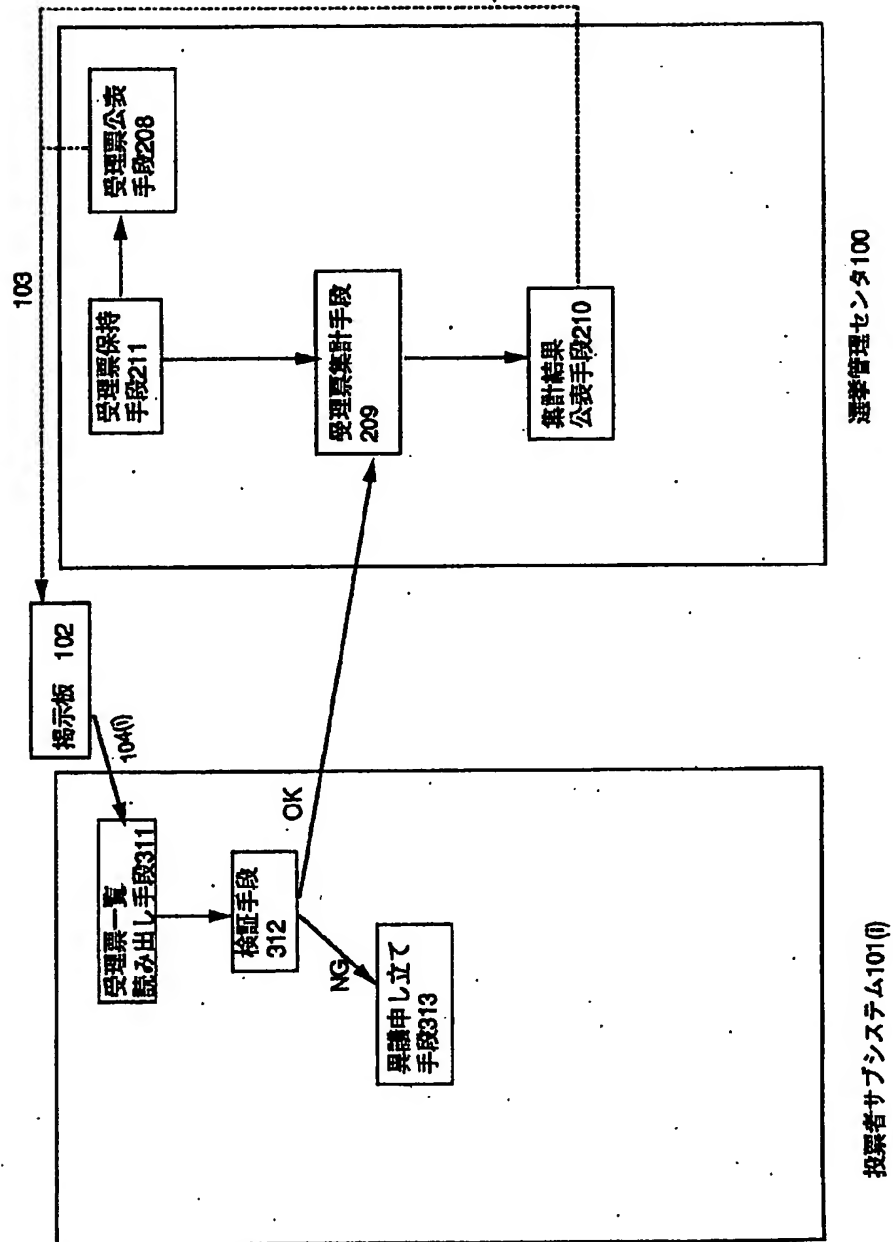 103
掲示板 102
104(i)
受理票一覧
読み出し手段311
検証手段
312
OK
NG
異議申し立て
手段313
投票者サブシステム101(i)
受理票保持
手段211
受理票公表
手段208
受理票集計手段
209
集計結果
公表手段210
選挙管理センタ100